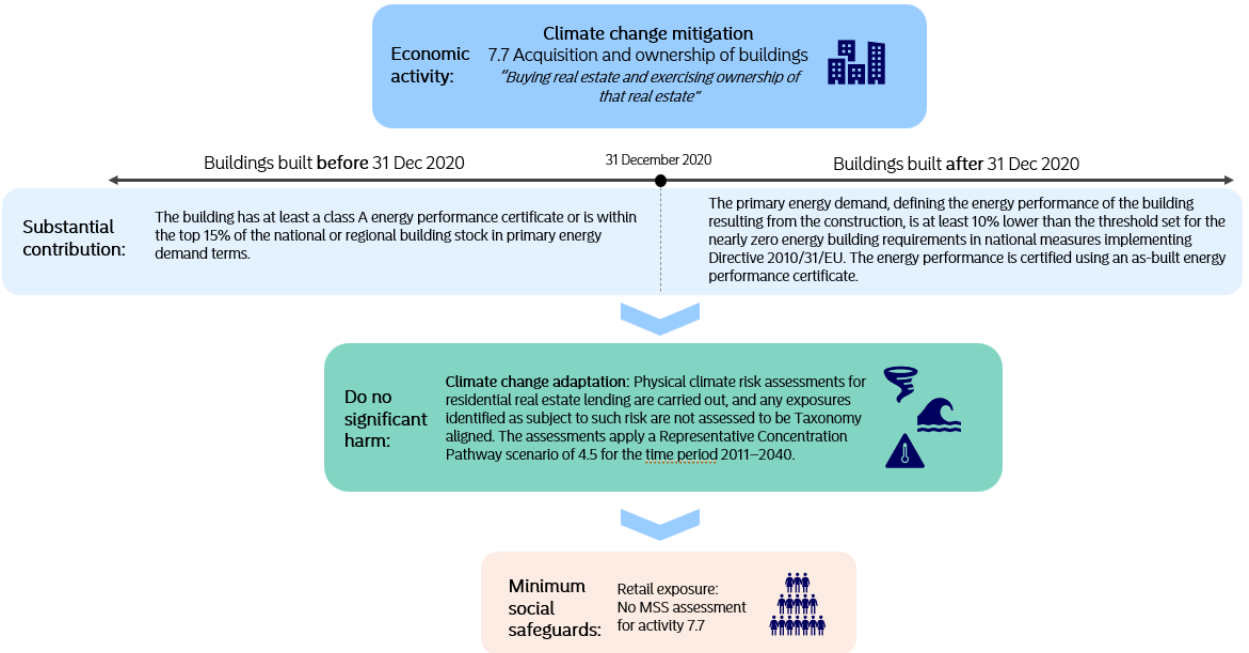 Economic activity:
Climate change mitigation
7.7 Acquisition and ownership of buildings
"Buying real estate and exercising ownership of
that real estate"
Buildings built before 31 Dec 2020
31 December 2020
Buildings built after 31 Dec 2020
Substantial
contribution:
The building has at least a class A energy performance certificate or is within
the top 15% of the national or regional building stock in primary energy
demand terms.
The primary energy demand, defining the energy performance of the building
resulting from the construction, is at least 10% lower than the threshold set for the
nearly zero energy building requirements in national measures implementing
Directive 2010/31/EU. The energy performance is certified using an as-built energy
performance certificate.
Do no
significant
harm:
Climate change adaptation: Physical climate risk assessments for
residential real estate lending are carried out, and any exposures
identified as subject to such risk are not assessed to be Taxonomy
aligned. The assessments apply a Representative Concentration
Pathway scenario of 4.5 for the time period 2011–2040.
Minimum
social
safeguards:
Retail exposure:
No MSS assessment
for activity 7.7